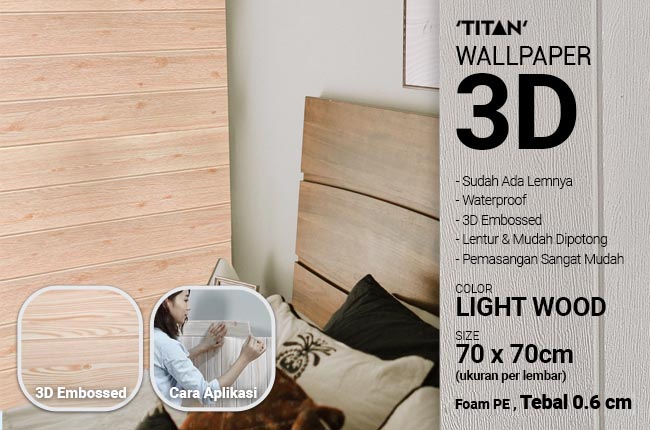 'TITAN'
WALLPAPER
3D
- Sudah Ada Lemnya
- Waterproof
- 3D Embossed
- Lentur & Mudah Dipotong
- Pemasangan Sangat Mudah
COLOR
LIGHT WOOD
SIZE
70 x 70cm
(ukuran per lembar)
Foam PE , Tebal 0.6 cm
3D Embossed
Cara Aplikasi